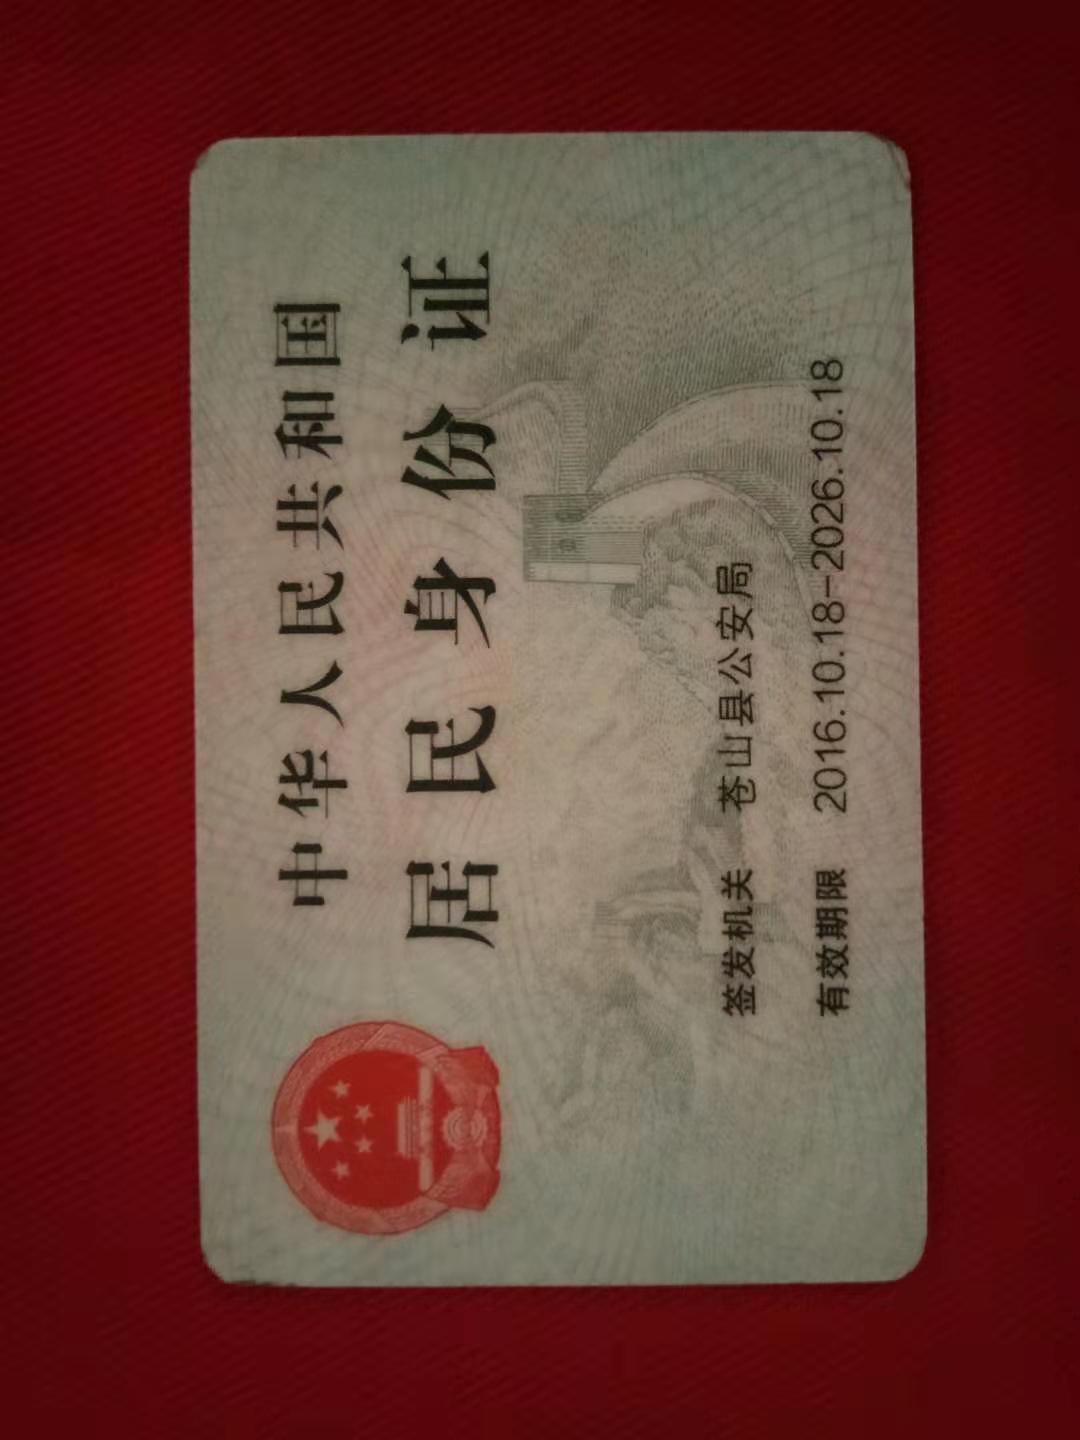 中华人民共和国
居民身份证
签发机关 苍山县公安局
有效期限 2016.10.18-2026.10.18